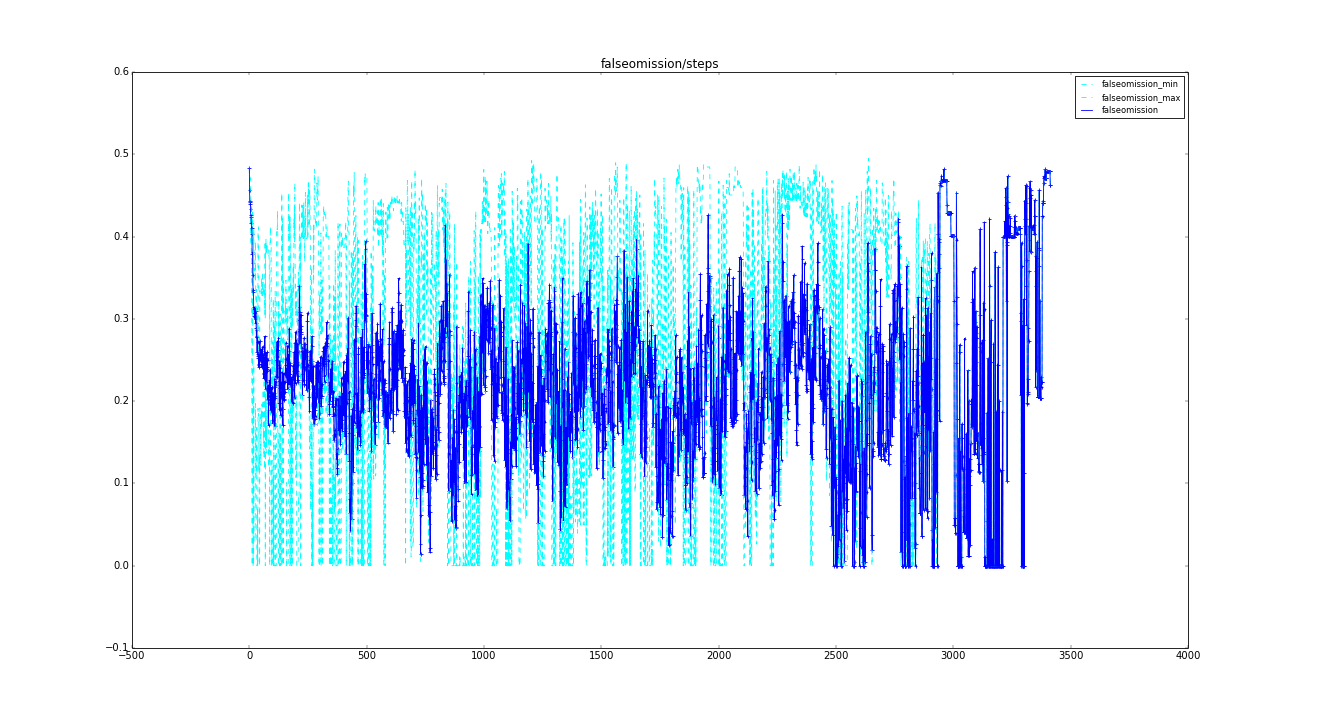 falseomission/steps
0.6
falseomission_min
falseomission_max
falseomission
0.5
0.4
0.3
0.2
0.1
0.0
−0.1
−500 0 500 1000 1500 2000 2500 3000 3500 4000